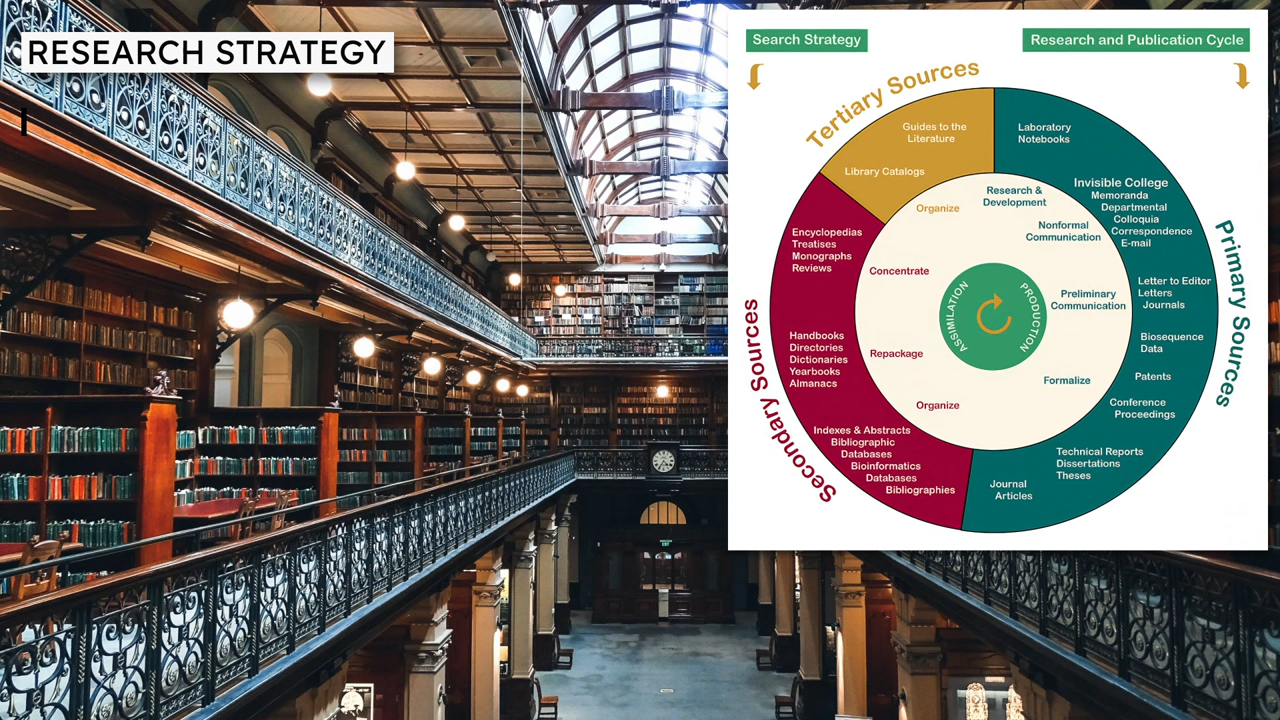 RESEARCH STRATEGY
Search Strategy
Research and Publication Cycle
Tertiary Sources
Guides to the
Literature
Library Catalogs
Organize
Laboratory
Notebooks
Research &
Development
Invisible College
Memoranda
Departmental
Colloquia
Correspondence
E-mail
Nonformal
Communication
Letter to Editor
Letters
Journals
Preliminary
Communication
Biosequence
Data
Patents
Conference
Proceedings
Formalize
Technical Reports
Dissertations
Theses
Journal
Articles
Primary Sources
Encyclopedias
Treatises
Monographs
Reviews
Concentrate
Handbooks
Directories
Dictionaries
Yearbooks
Almanacs
Repackage
Organize
Indexes & Abstracts
Bibliographic
Databases
Bioinformatics
Databases
Bibliographies
Secondary Sources
ASSIMILATION
PRODUCTION